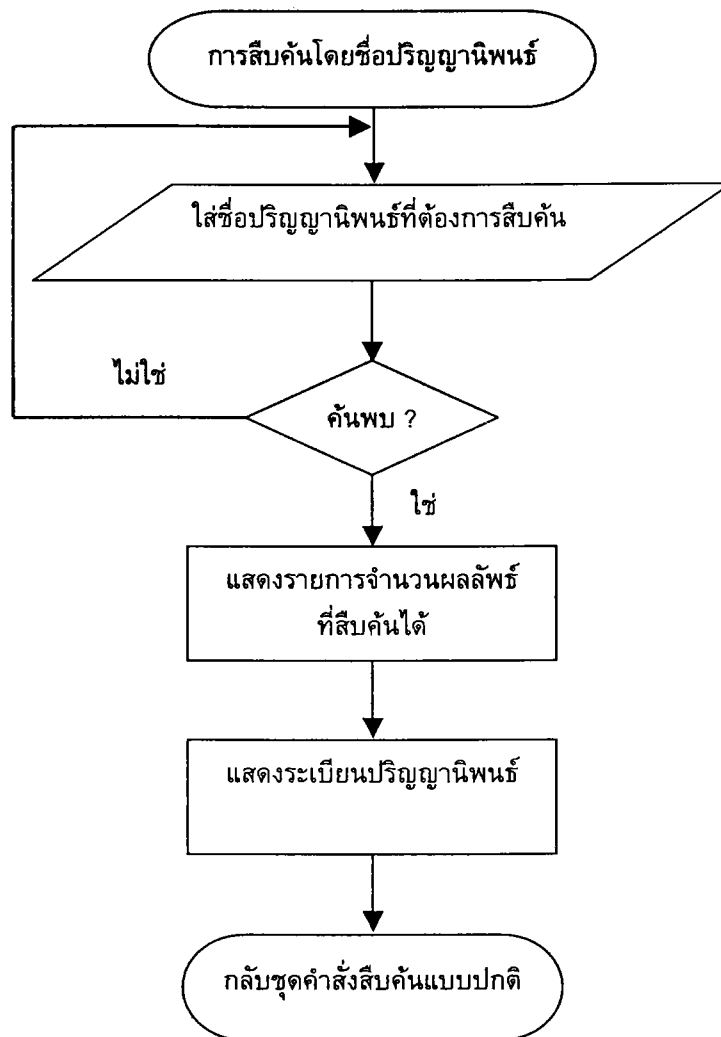 การสืบค้นโดยชื่อปริญญานิพนธ์
ใส่ชื่อปริญญานิพนธ์ที่ต้องการสืบค้น
ไม่ใช่
ค้นพบ ?
ใช่
แสดงรายการจำนวนผลลัพธ์
ที่สืบค้นได้
แสดงระเบียนปริญญานิพนธ์
กลับชุดคำสั่งสืบค้นแบบปกติ